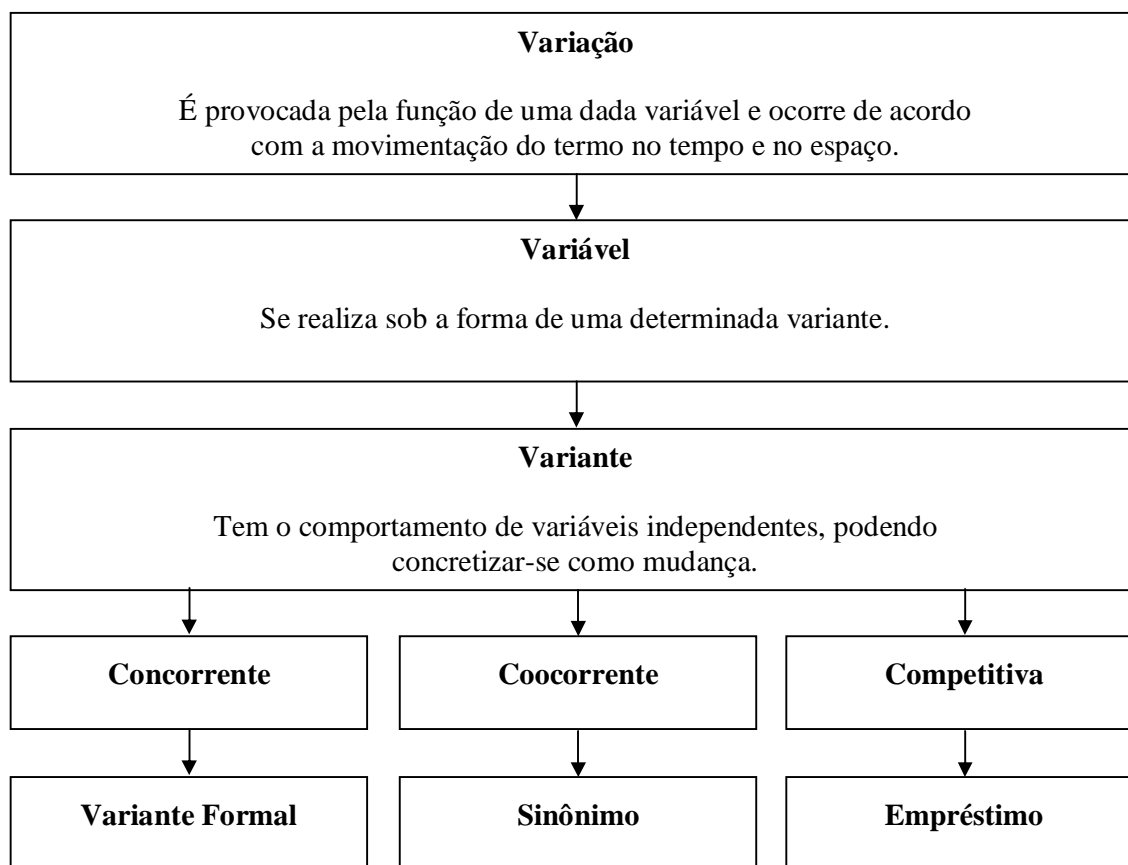 Variação
É provocada pela função de uma dada variável e ocorre de acordo
com a movimentação do termo no tempo e no espaço.
Variável
Se realiza sob a forma de uma determinada variante.
Variante
Tem o comportamento de variáveis independentes, podendo
concretizar-se como mudança.
Concorrente
Coocorrente
Competitiva
Variante Formal
Sinônimo
Empréstimo